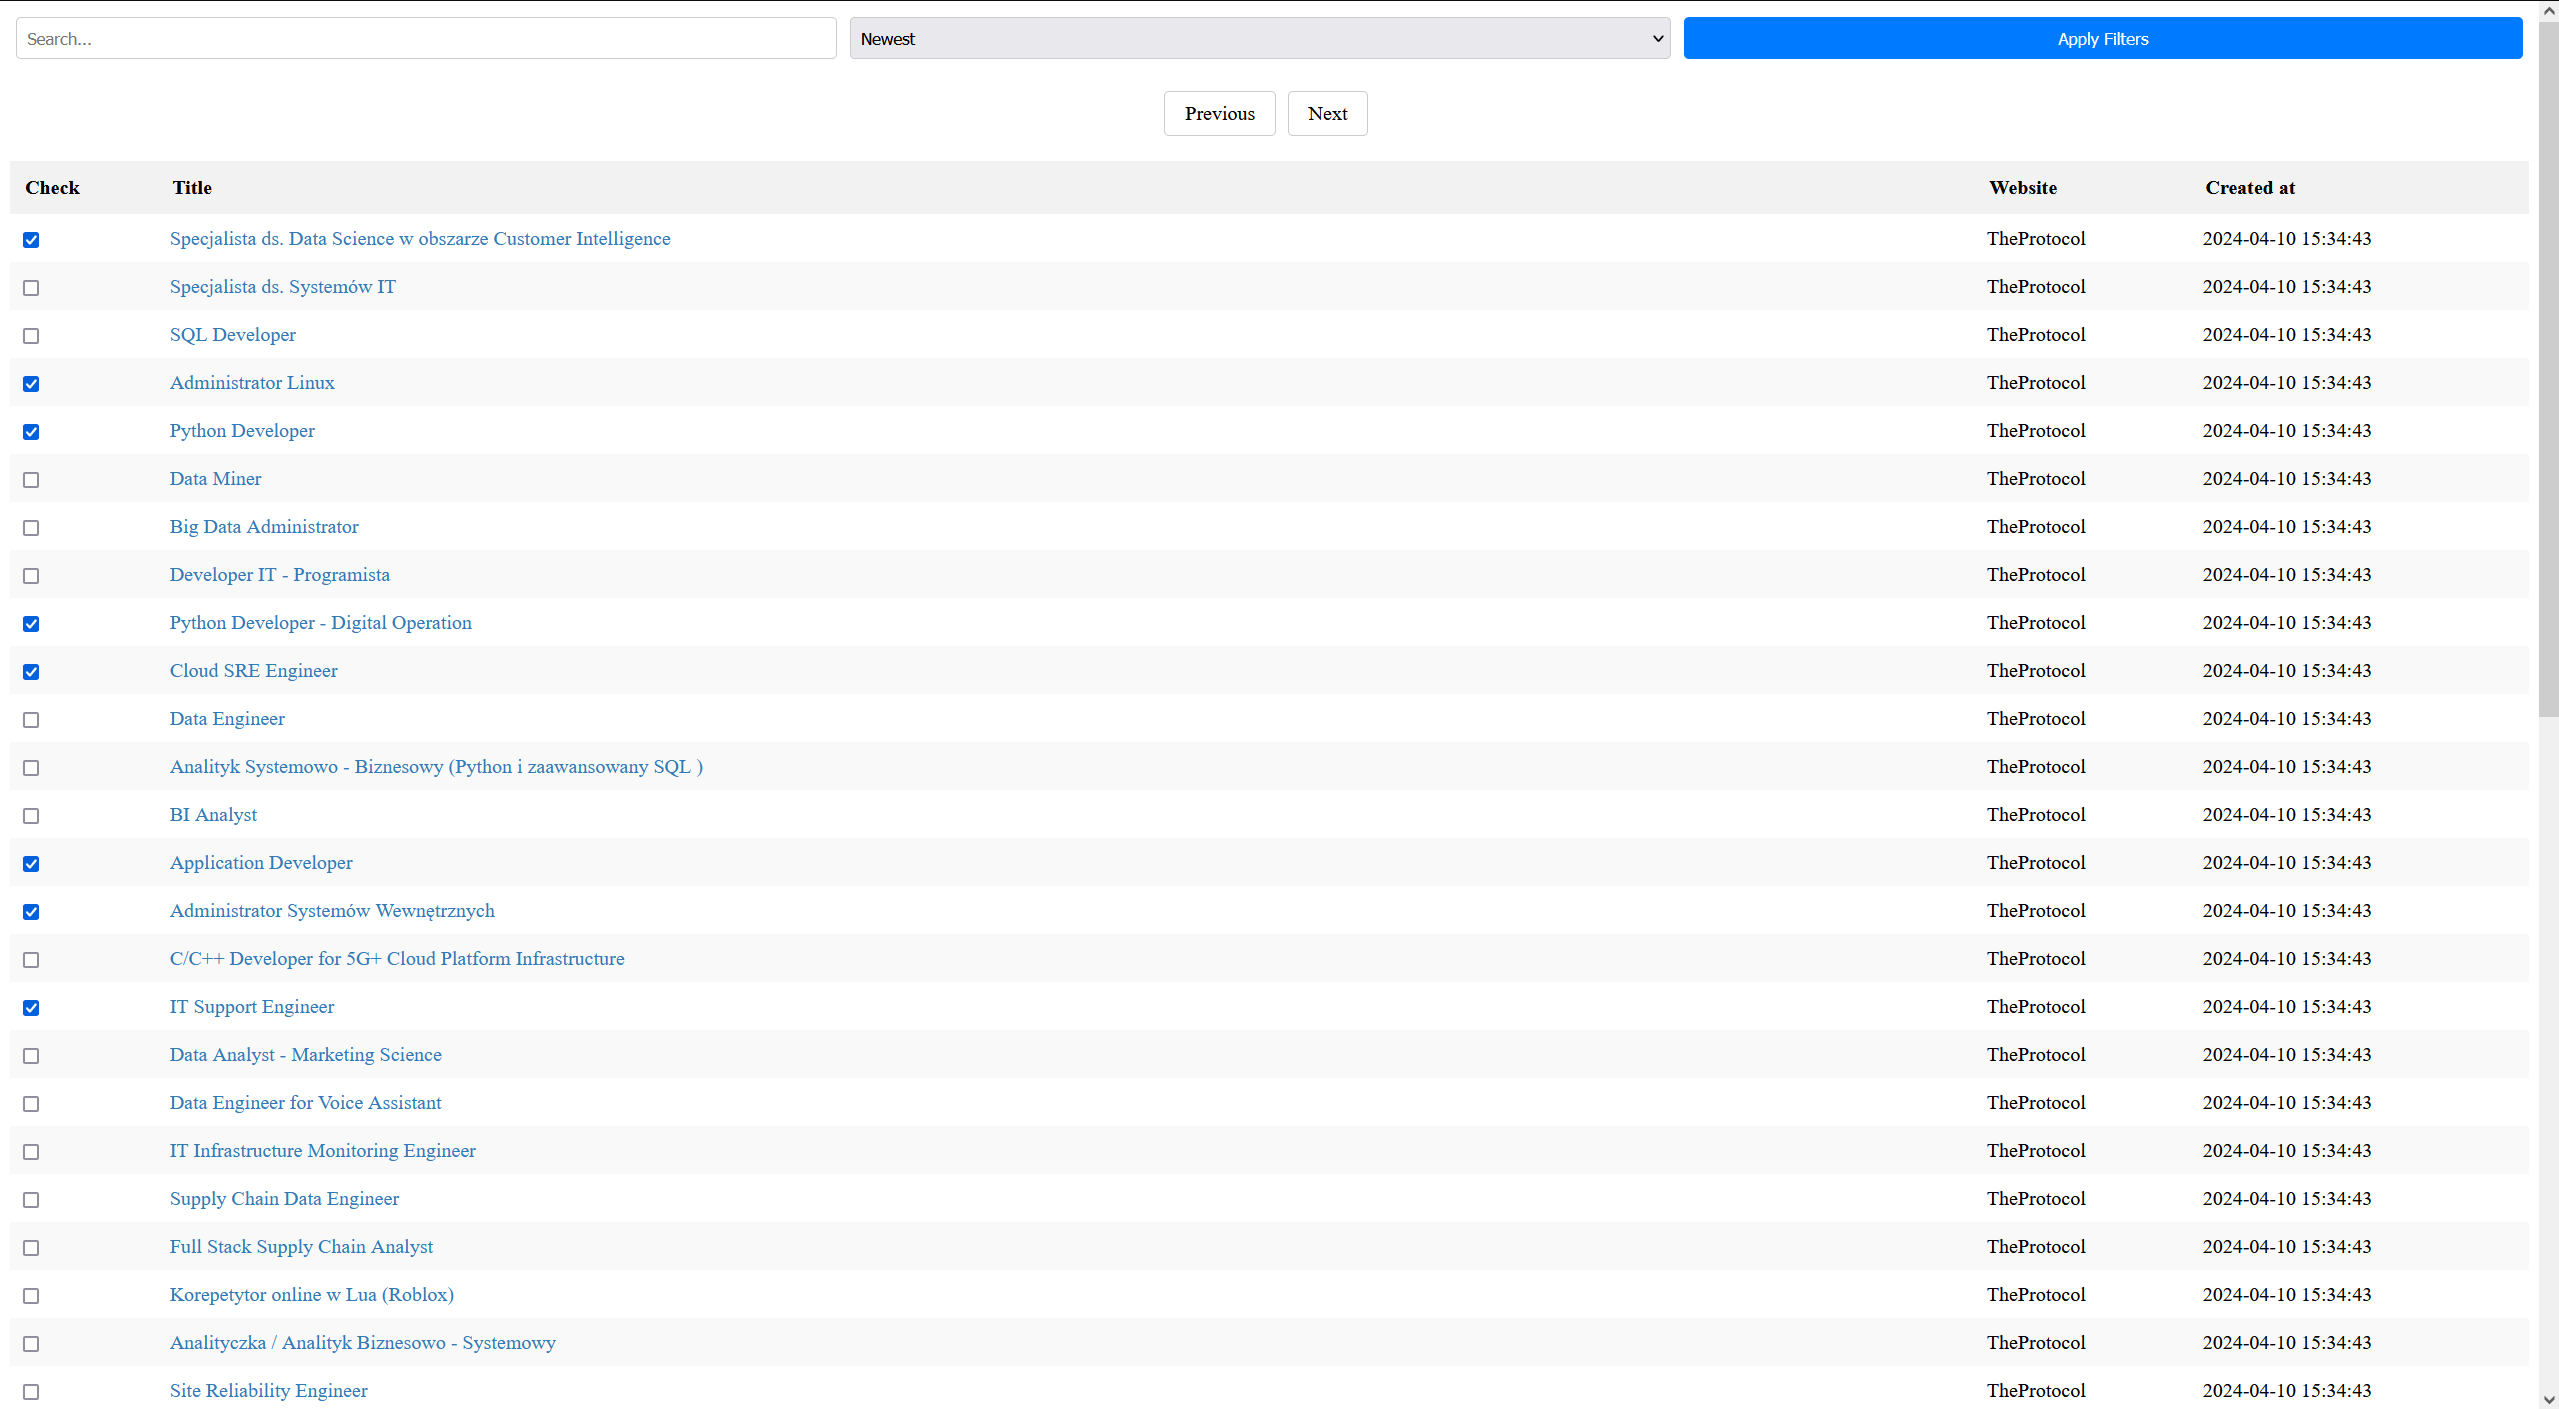 Search... Newest Apply Filters
Previous Next
Check Title Website Created at
Specjalista ds. Data Science w obszarze Customer Intelligence TheProtocol 2024-04-10 15:34:43
Specjalista ds. Systemów IT TheProtocol 2024-04-10 15:34:43
SQL Developer TheProtocol 2024-04-10 15:34:43
Administrator Linux TheProtocol 2024-04-10 15:34:43
Python Developer TheProtocol 2024-04-10 15:34:43
Data Miner TheProtocol 2024-04-10 15:34:43
Big Data Administrator TheProtocol 2024-04-10 15:34:43
Developer IT - Programista TheProtocol 2024-04-10 15:34:43
Python Developer - Digital Operation TheProtocol 2024-04-10 15:34:43
Cloud SRE Engineer TheProtocol 2024-04-10 15:34:43
Data Engineer TheProtocol 2024-04-10 15:34:43
Analityk Systemowo - Biznesowy (Python i zaawansowany SQL ) TheProtocol 2024-04-10 15:34:43
BI Analyst TheProtocol 2024-04-10 15:34:43
Application Developer TheProtocol 2024-04-10 15:34:43
Administrator Systemów Wewnętrznych TheProtocol 2024-04-10 15:34:43
C/C++ Developer for 5G+ Cloud Platform Infrastructure TheProtocol 2024-04-10 15:34:43
IT Support Engineer TheProtocol 2024-04-10 15:34:43
Data Analyst - Marketing Science TheProtocol 2024-04-10 15:34:43
Data Engineer for Voice Assistant TheProtocol 2024-04-10 15:34:43
IT Infrastructure Monitoring Engineer TheProtocol 2024-04-10 15:34:43
Supply Chain Data Engineer TheProtocol 2024-04-10 15:34:43
Full Stack Supply Chain Analyst TheProtocol 2024-04-10 15:34:43
Korepetytor online w Lua (Roblox) TheProtocol 2024-04-10 15:34:43
Analityczka / Analityk Biznesowo - Systemowy TheProtocol 2024-04-10 15:34:43
Site Reliability Engineer TheProtocol 2024-04-10 15:34:43